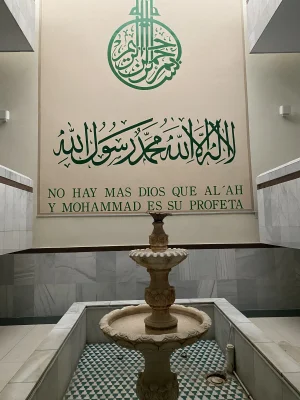 بسم الله الرحمن الرحيم
لا إله إلا الله محمد رسول الله
NO HAY MAS DIOS QUE AL´AH
Y MOHAMMAD ES SU PROFETA